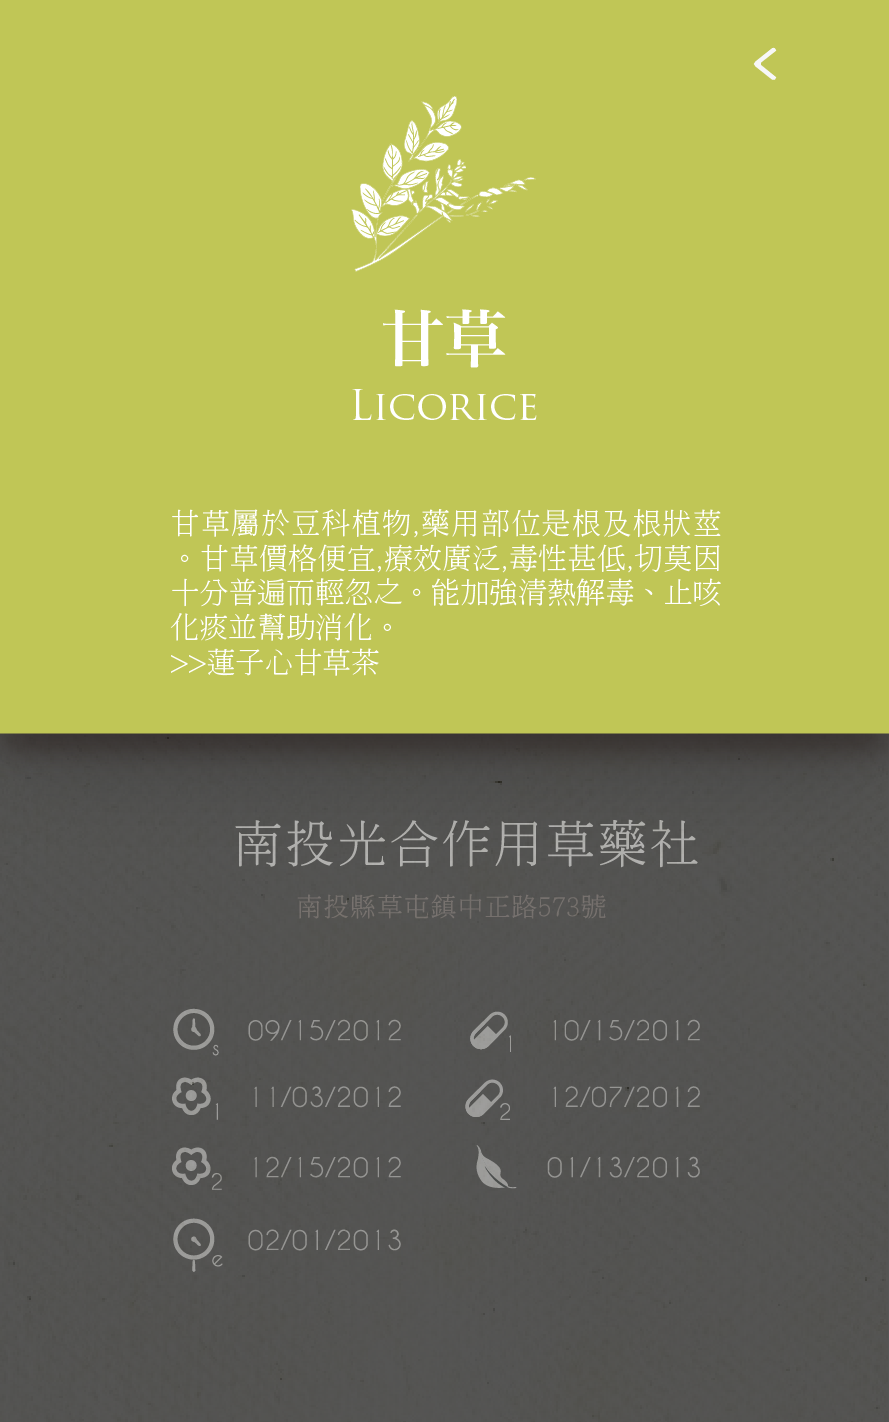 甘草
LICORICE
甘草屬於豆科植物,藥用部位是根及根狀莖
。甘草價格便宜,療效廣泛,毒性甚低,切莫因
十分普遍而輕忽之。能加強清熱解毒、止咳
化痰並幫助消化。
>>蓮子心甘草茶
南投光合作用草藥社
南投縣草屯鎮中正路573號
s 09/15/2012 1 10/15/2012
1 11/03/2012 2 12/07/2012
2 12/15/2012 01/13/2013
e 02/01/2013